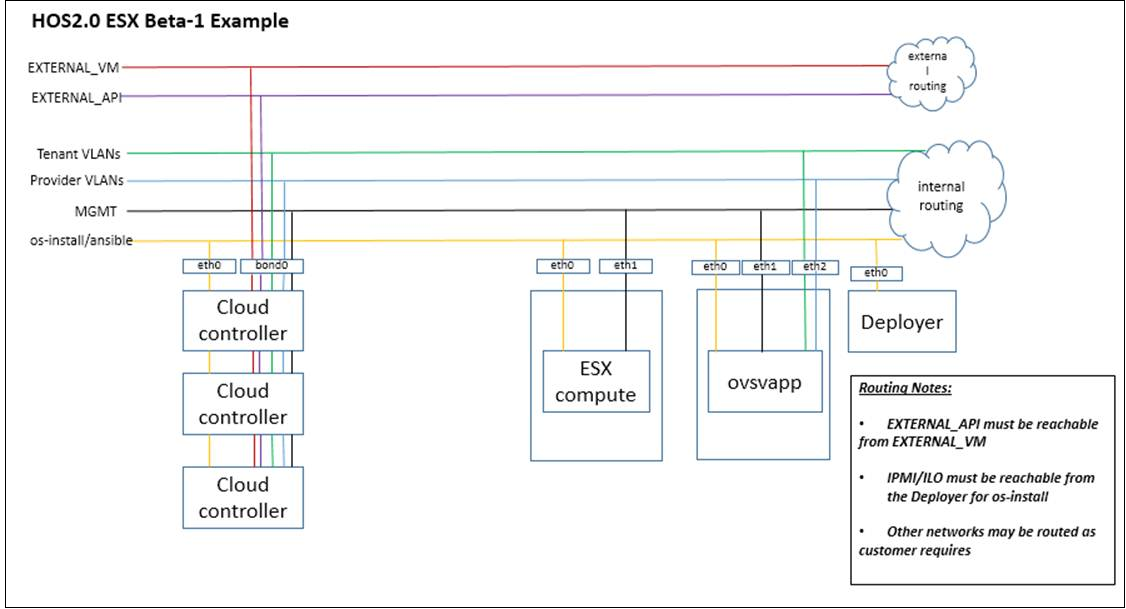 HOS2.0 ESX Beta-1 Example
EXTERNAL_VM
EXTERNAL_API
externa
l
routing
Tenant VLANs
Provider VLANs
MGMT
os-install/ansible
internal
routing
eth0
bond0
eth0
eth1
eth0
eth1
eth2
eth0
Cloud
controller
Cloud
controller
Cloud
controller
ESX
compute
ovsvapp
Deployer
Routing Notes:
• EXTERNAL_API must be reachable
from EXTERNAL_VM
• IPMI/ILO must be reachable from
the Deployer for os-install
• Other networks may be routed as
customer requires